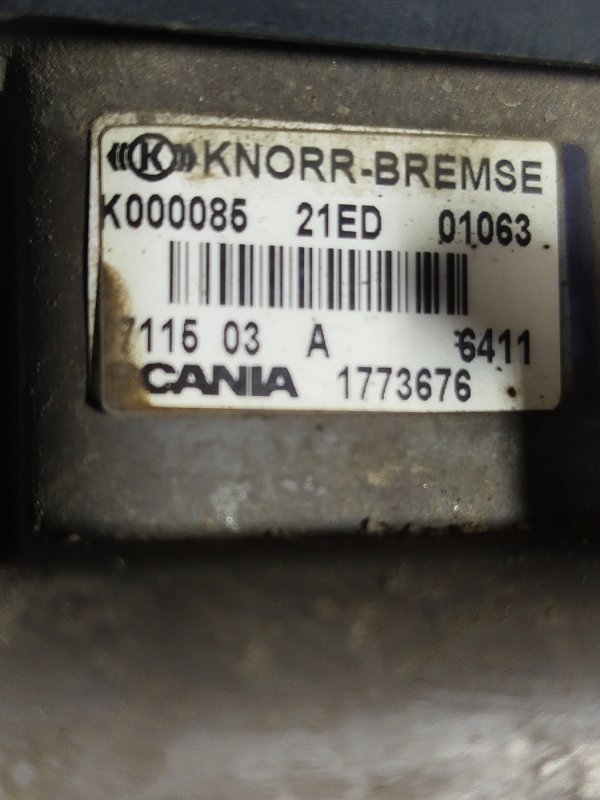 K KNORR-BREMSE
K000085 21ED 01063
7115 03 A 6411
SCANIA 1773676